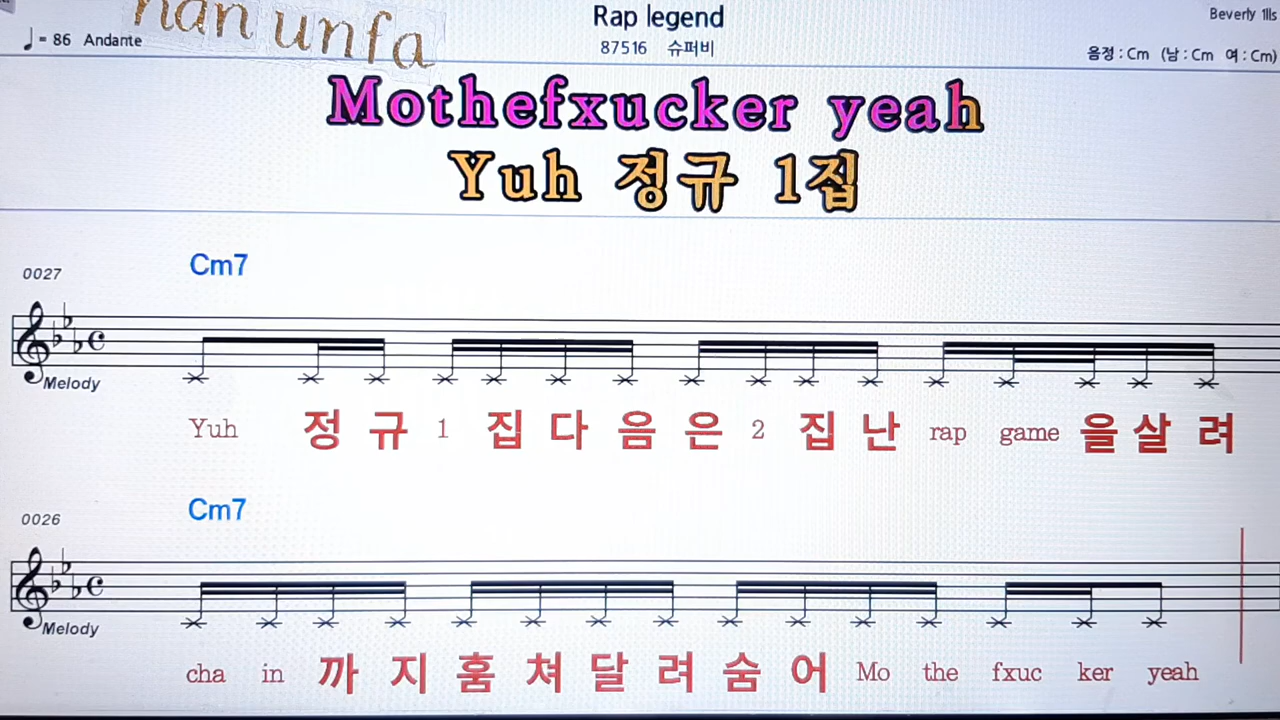 nan unfa
Rap legend
Beverly 1lls
♩= 86 Andante
87516 슈퍼비
음정 : Cm (남 : Cm 여 : Cm)
Mothefxucker yeah
Yuh 정규 1집
Cm7
0027
Melody
Yuh 정 규 1 집 다 음 은 2 집 난 rap game 을 살 려
Cm7
0026
Melody
cha in 까 지 훔 쳐 달 려 숨 어 Mo the fxuc ker yeah